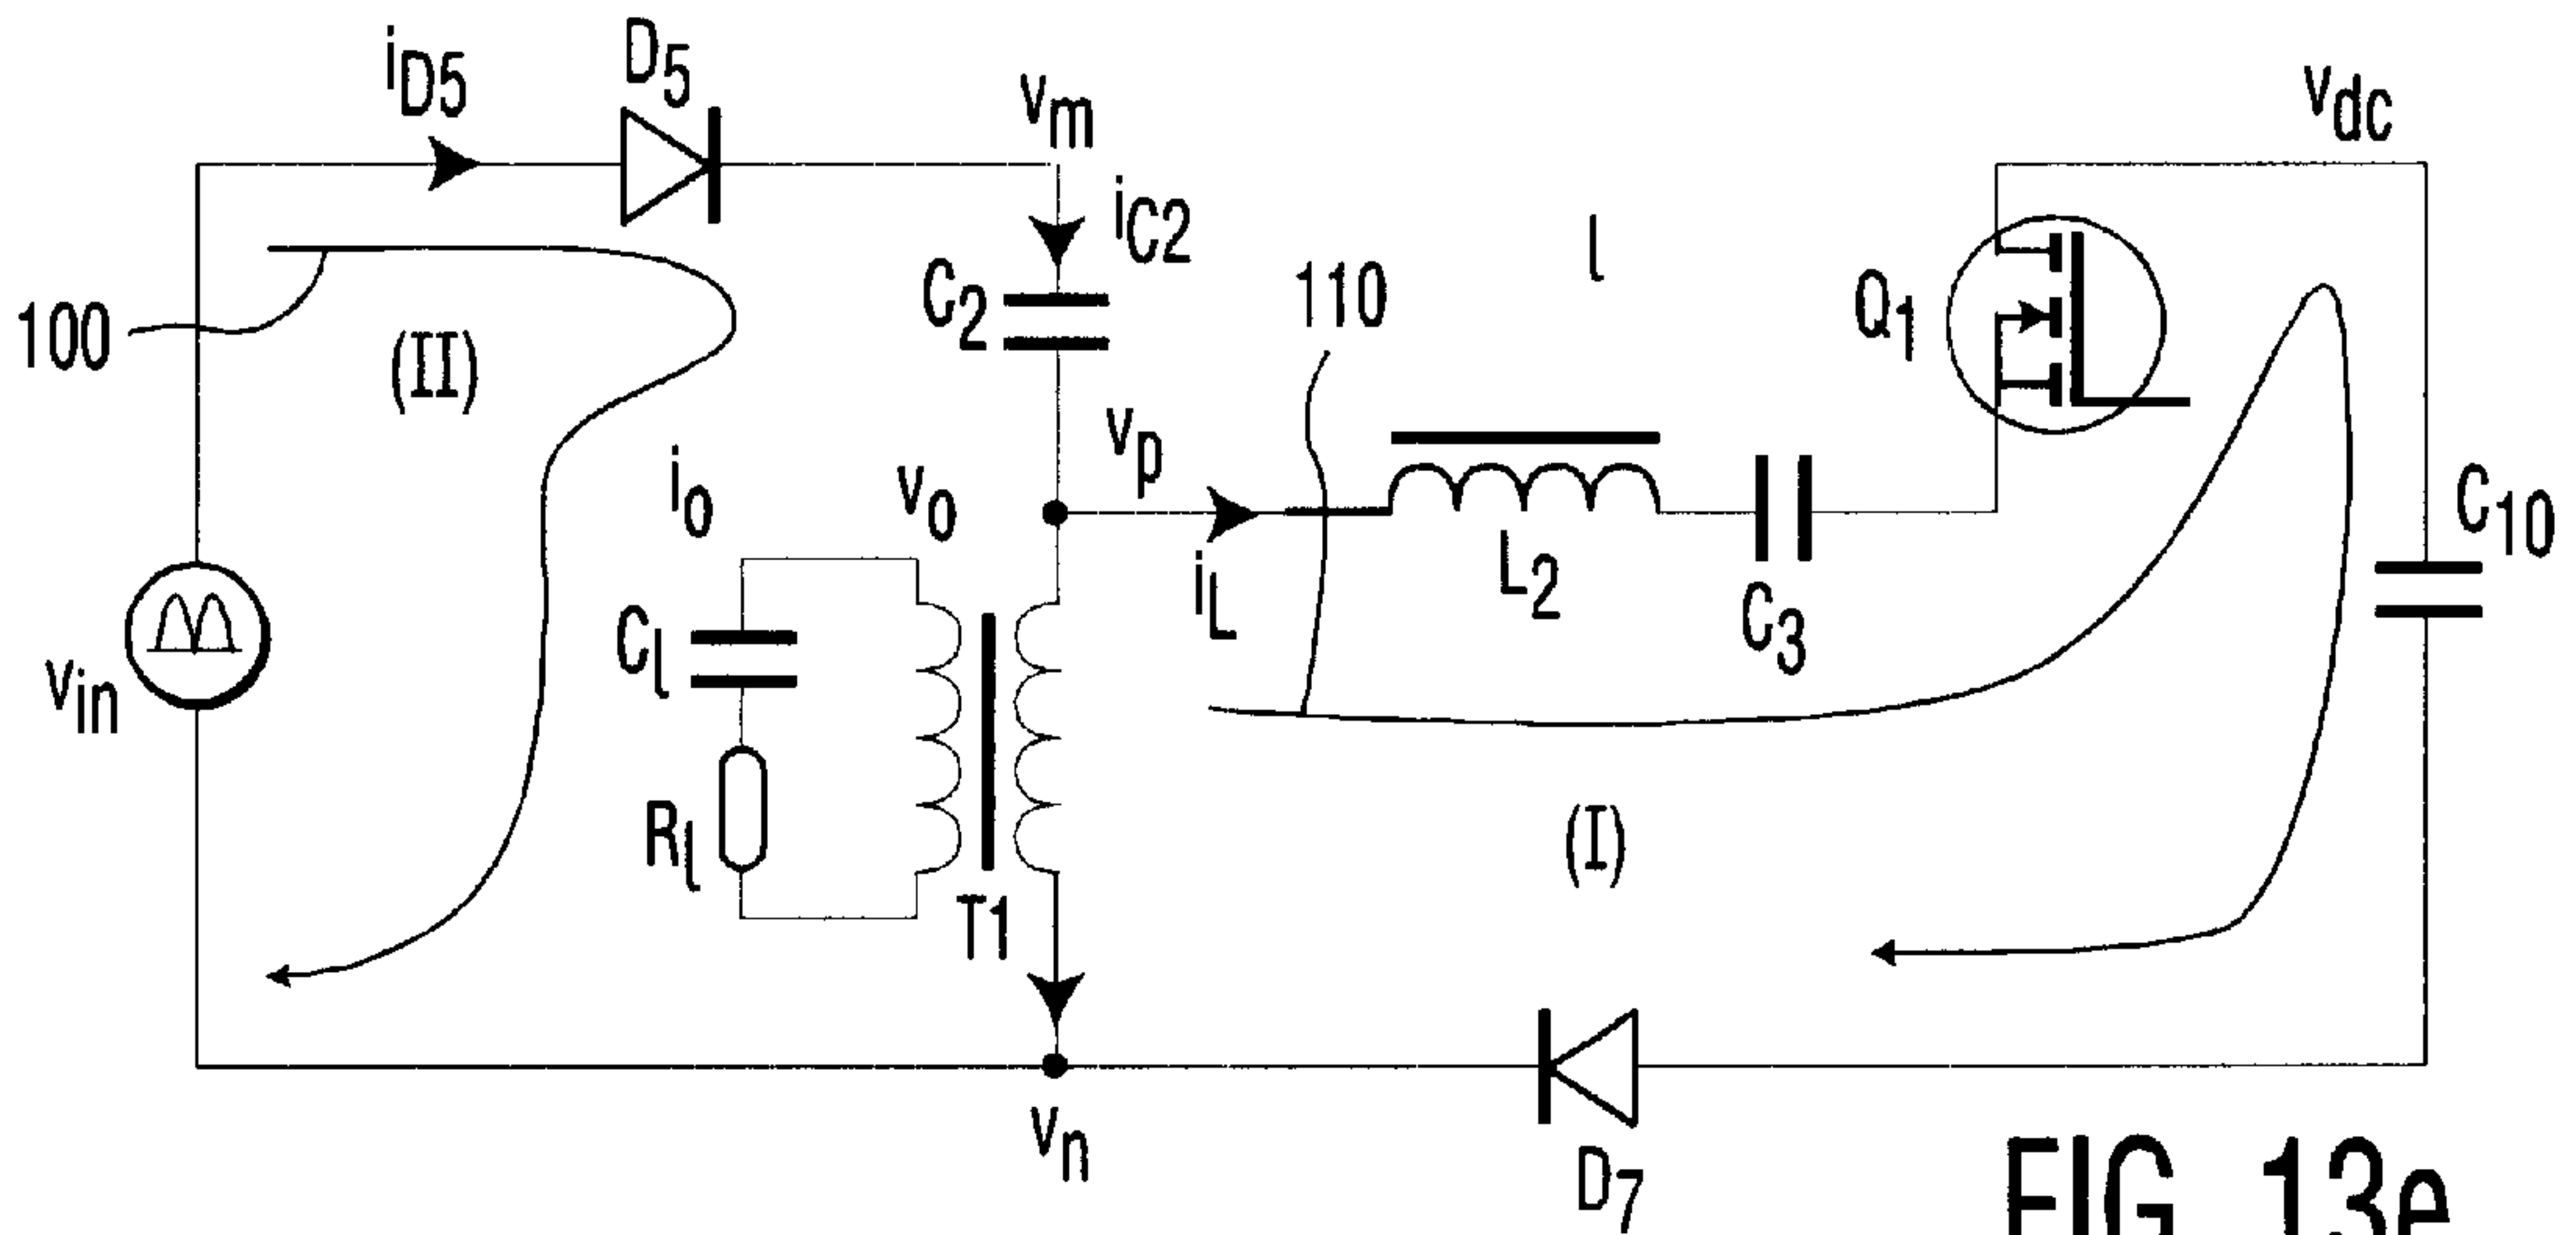 iD5
D5
vm
vdc
iC2
C2
l
110
Q1
100
(II)
vp
io
vo
iL
L2
C3
C10
Cl
vin
Rl
T1
(I)
vn
D7
FIG. 13e